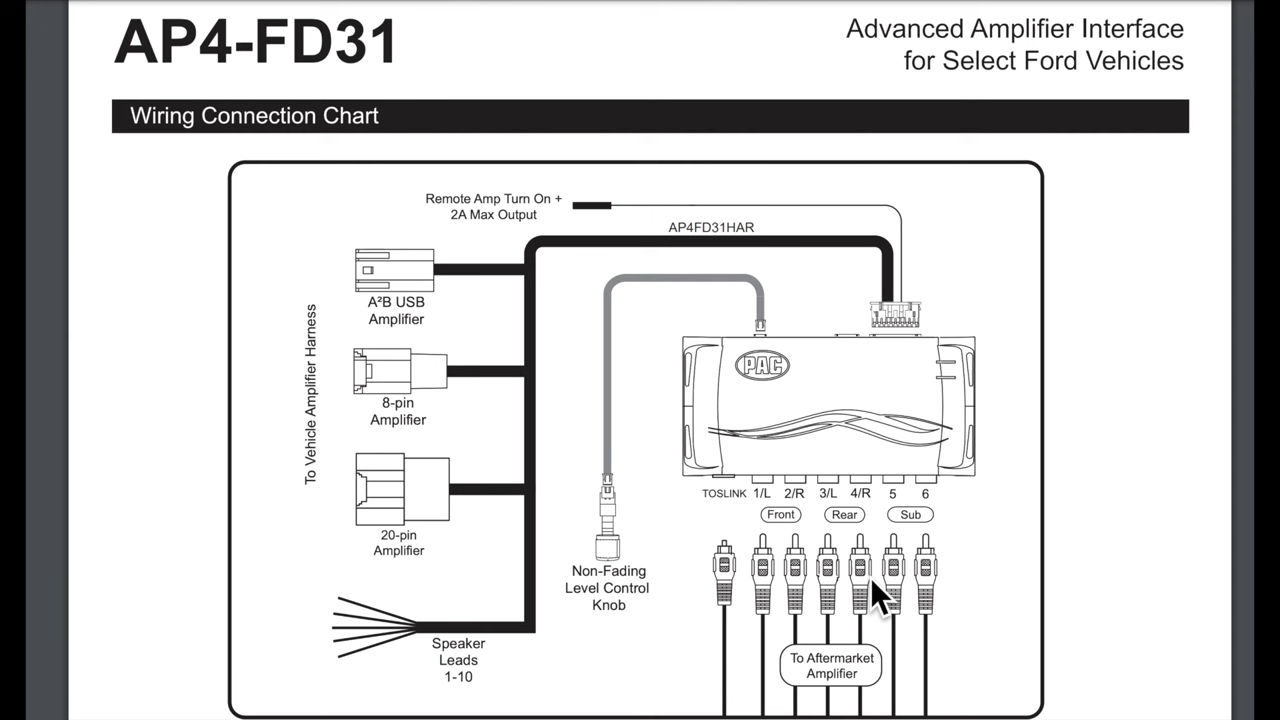 AP4-FD31
Advanced Amplifier Interface
for Select Ford Vehicles
Wiring Connection Chart
Remote Amp Turn On +
2A Max Output
AP4FD31HAR
A²B USB
Amplifier
To Vehicle Amplifier Harness
8-pin
Amplifier
20-pin
Amplifier
Speaker
Leads
1-10
Non-Fading
Level Control
Knob
PAC
TOSLINK 1/L 2/R 3/L 4/R 5 6
Front Rear Sub
To Aftermarket
Amplifier